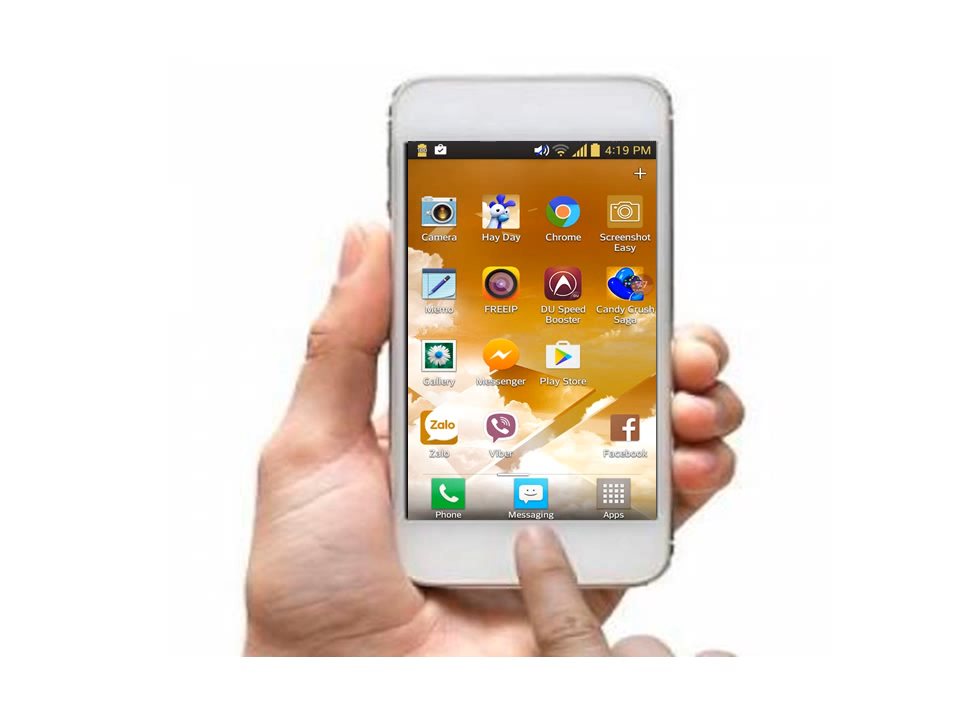 4:19 PM
+
Camera Hay Day Chrome Screenshot Easy
Memo FREEIP DU Speed Booster Candy Crush Saga
Gallery Messenger Play Store
Zalo
Zalo Viber Facebook
Phone Messaging Apps